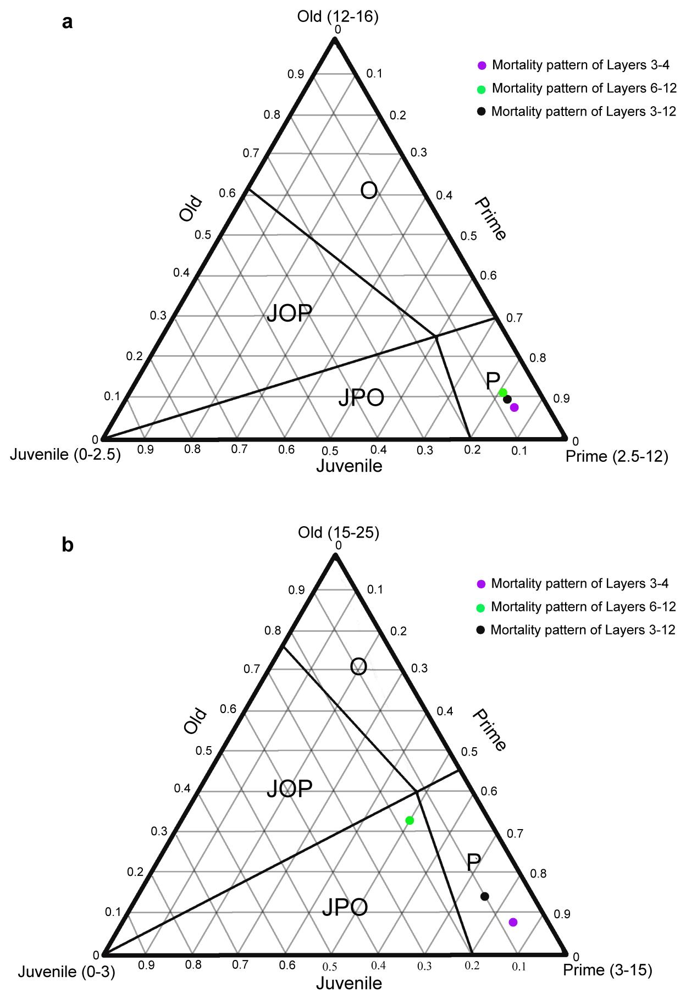 a
Old (12-16)
0
Mortality pattern of Layers 3-4
Mortality pattern of Layers 6-12
Mortality pattern of Layers 3-12
0.9
0.1
0.8
0.2
0.7
0.3
O
0.6
0.4
Old
Prime
0.5
0.5
0.4
0.6
JOP
0.3
0.7
0.2
0.8
P
JPO
0.1
0.9
0
0
0.9
0.8
0.7
0.6
0.5
0.4
0.3
0.2
0.1
Juvenile (0-2.5)
Prime (2.5-12)
Juvenile
b
Old (15-25)
0
Mortality pattern of Layers 3-4
Mortality pattern of Layers 6-12
Mortality pattern of Layers 3-12
0.9
0.1
0.8
0.2
0.7
0.3
O
0.6
0.4
Old
Prime
0.5
0.5
0.4
0.6
JOP
0.3
0.7
P
0.2
0.8
JPO
0.1
0.9
0
0
0.9
0.8
0.7
0.6
0.5
0.4
0.3
0.2
0.1
Juvenile (0-3)
Prime (3-15)
Juvenile